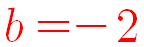 b = - 2